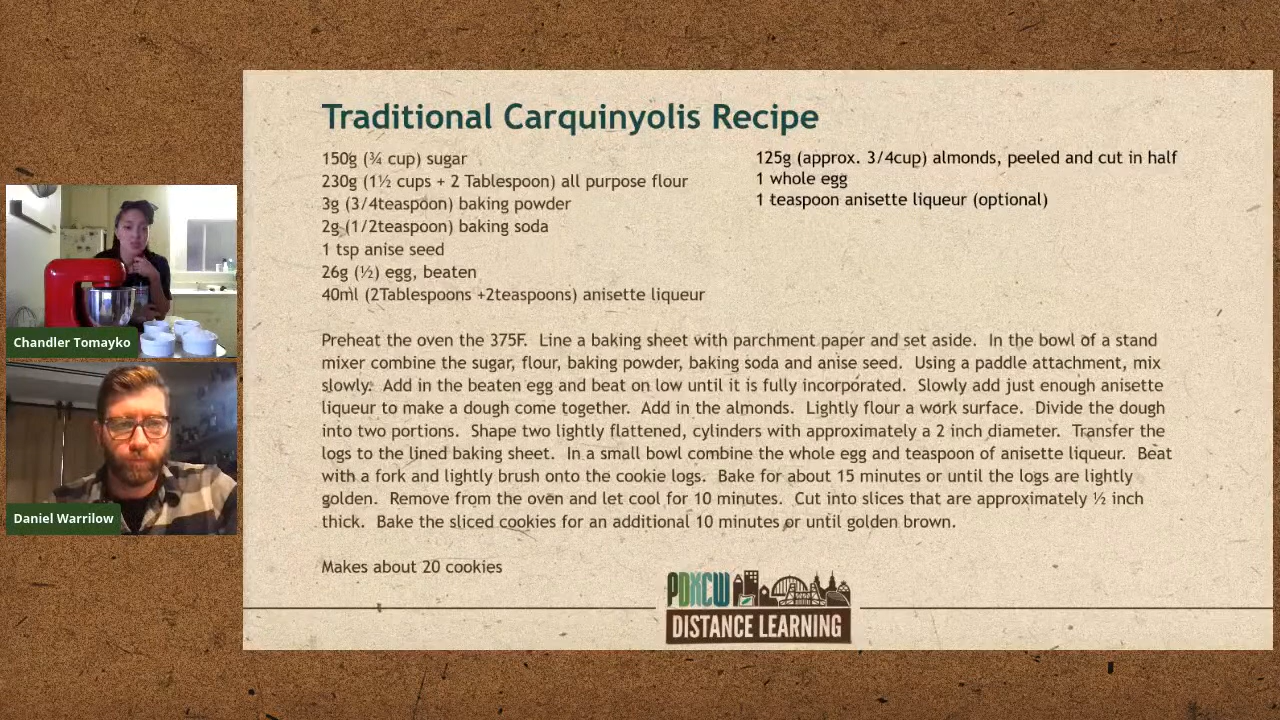 Traditional Carquinyolis Recipe
150g (¾ cup) sugar
230g (1½ cups + 2 Tablespoon) all purpose flour
3g (3/4teaspoon) baking powder
2g (1/2teaspoon) baking soda
1 tsp anise seed
26g (½) egg, beaten
40ml (2Tablespoons +2teaspoons) anisette liqueur
125g (approx. 3/4cup) almonds, peeled and cut in half
1 whole egg
1 teaspoon anisette liqueur (optional)
Preheat the oven the 375F. Line a baking sheet with parchment paper and set aside. In the bowl of a stand
mixer combine the sugar, flour, baking powder, baking soda and anise seed. Using a paddle attachment, mix
slowly. Add in the beaten egg and beat on low until it is fully incorporated. Slowly add just enough anisette
liqueur to make a dough come together. Add in the almonds. Lightly flour a work surface. Divide the dough
into two portions. Shape two lightly flattened, cylinders with approximately a 2 inch diameter. Transfer the
logs to the lined baking sheet. In a small bowl combine the whole egg and teaspoon of anisette liqueur. Beat
with a fork and lightly brush onto the cookie logs. Bake for about 15 minutes or until the logs are lightly
golden. Remove from the oven and let cool for 10 minutes. Cut into slices that are approximately ½ inch
thick. Bake the sliced cookies for an additional 10 minutes or until golden brown.
Makes about 20 cookies
PDXCW
DISTANCE LEARNING
Chandler Tomayko
Daniel Warrilow